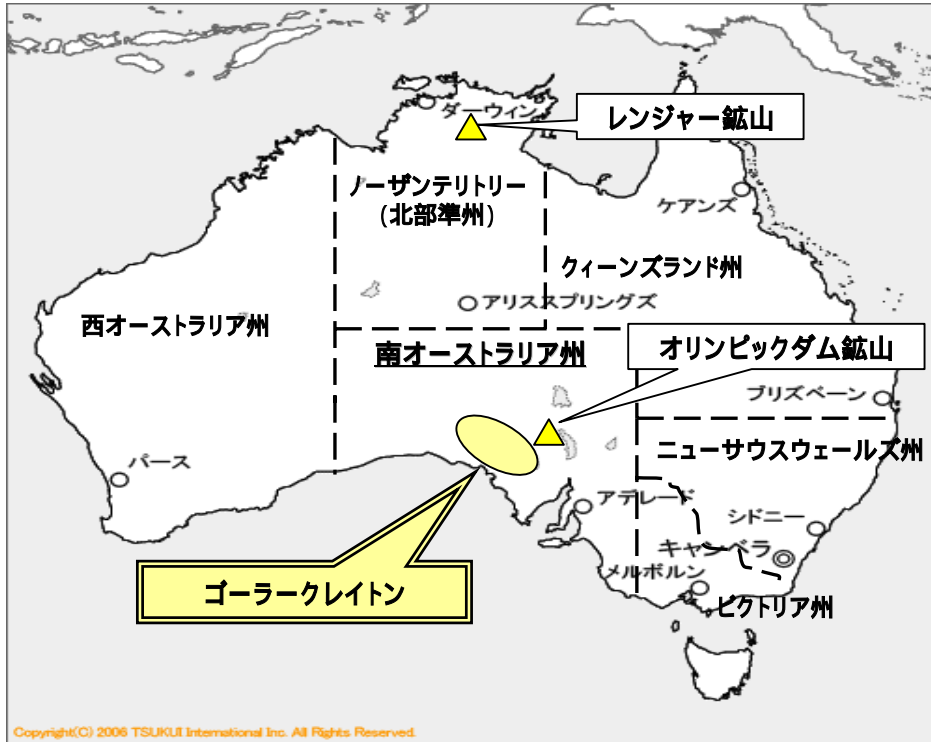 ダーウィン
レンジャー鉱山
ノーザンテリトリー
(北部準州)
ケアンズ
クィーンズランド州
アリススプリングズ
西オーストラリア州
南オーストラリア州
オリンピックダム鉱山
ブリズベーン
ニューサウスウェールズ州
パース
アデレード
シドニー
キャンベラ
メルボルン
ビクトリア州
ゴーラークレイトン
Copyright(C) 2006 TSUKUI International Inc. All Rights Reserved.